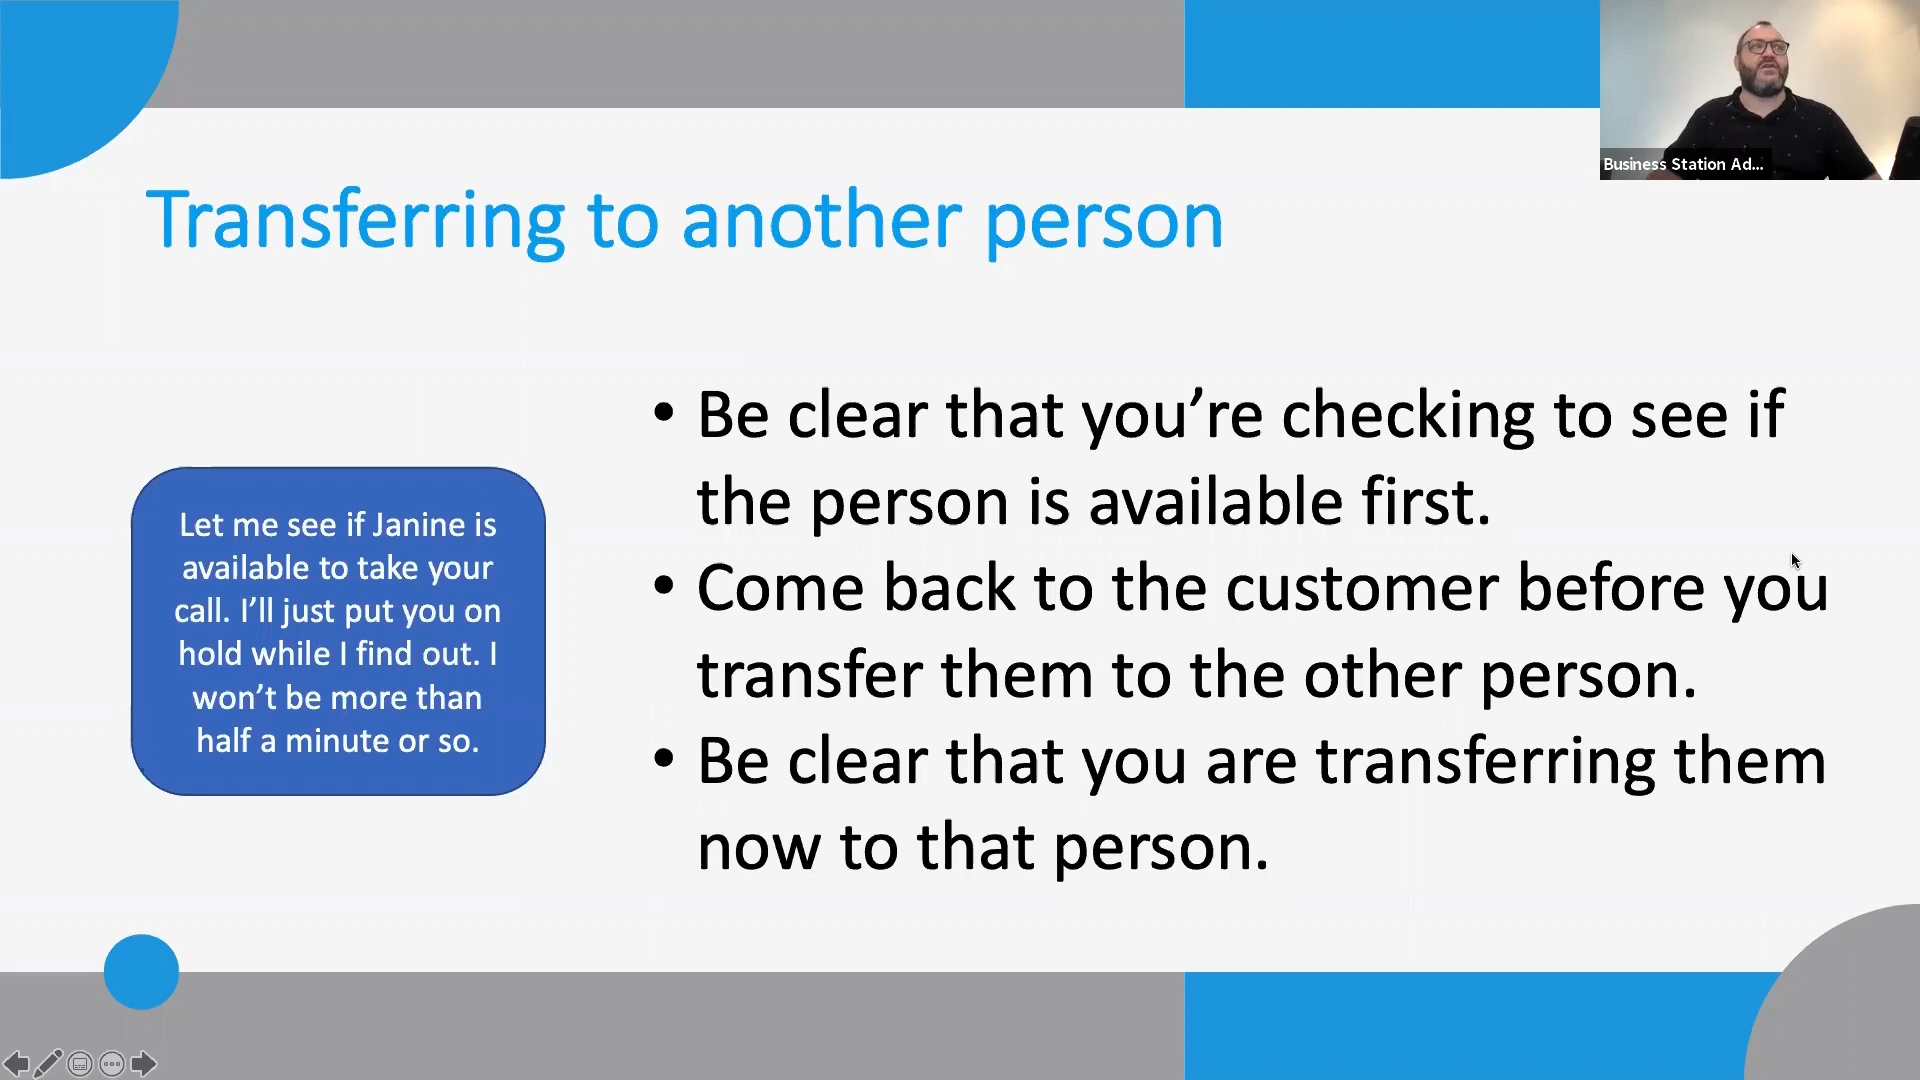 Business Station Ad...
Transferring to another person
Let me see if Janine is
available to take your
call. I’ll just put you on
hold while I find out. I
won’t be more than
half a minute or so.
• Be clear that you’re checking to see if
the person is available first.
• Come back to the customer before you
transfer them to the other person.
• Be clear that you are transferring them
now to that person.